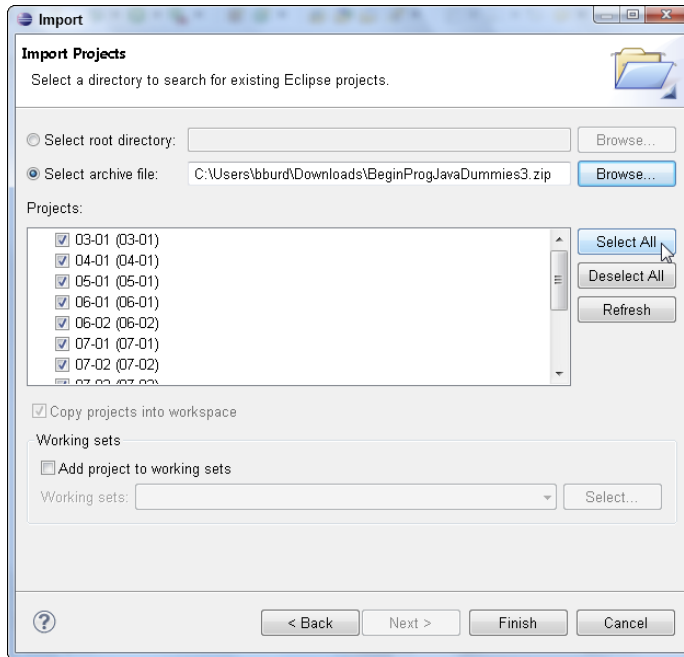 Import
Import Projects
Select a directory to search for existing Eclipse projects.
Select root directory:
Browse...
Select archive file:
C:\Users\bburd\Downloads\BeginProgJavaDummies3.zip
Browse...
Projects:
03-01 (03-01)
04-01 (04-01)
05-01 (05-01)
06-01 (06-01)
06-02 (06-02)
07-01 (07-01)
07-02 (07-02)
Select All
Deselect All
Refresh
Copy projects into workspace
Working sets
Add project to working sets
Working sets:
Select...
?
< Back
Next >
Finish
Cancel